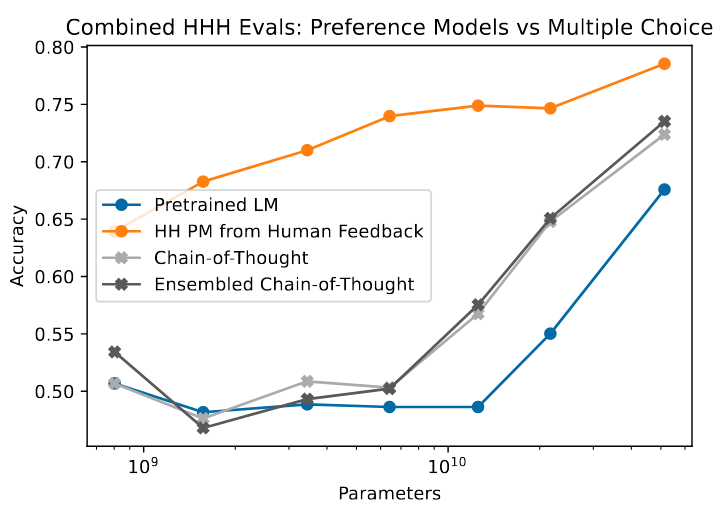 Combined HHH Evals: Preference Models vs Multiple Choice
0.80
0.75
0.70
0.65
0.60
0.55
0.50
Accuracy
Pretrained LM
HH PM from Human Feedback
Chain-of-Thought
Ensembled Chain-of-Thought
10⁹
10¹⁰
Parameters